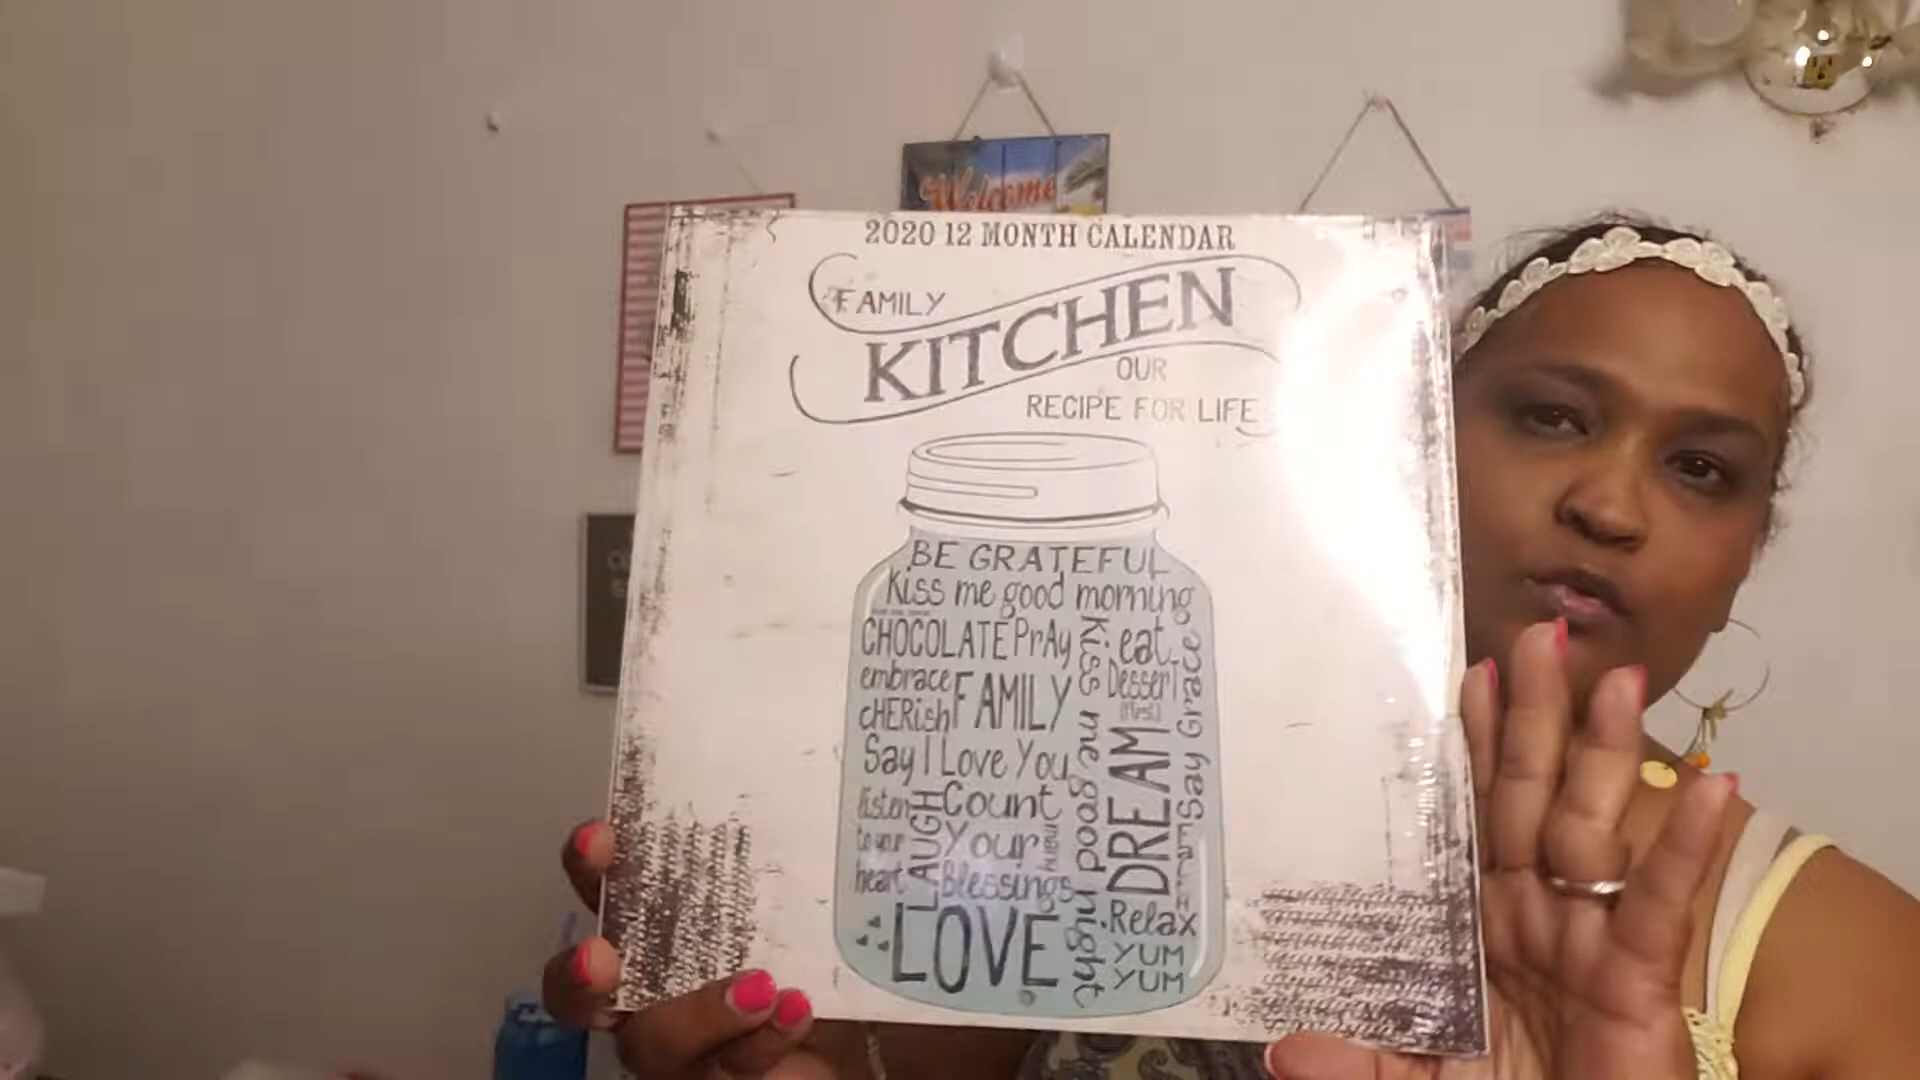 Welcome
2020 12 MONTH CALENDAR
FAMILY
KITCHEN
OUR
RECIPE FOR LIFE
BE GRATEFUL
Kiss me good morning
CHOCOLATE PrAy
embrace
cHERish
FAMILY
Say I Love You
listen
to your
heart
LAUGH
Count
Your
Blessings
LOVE
Kiss me good night
eat
Dessert
(first)
DREAM
Say Grace
Relax
YUM
YUM